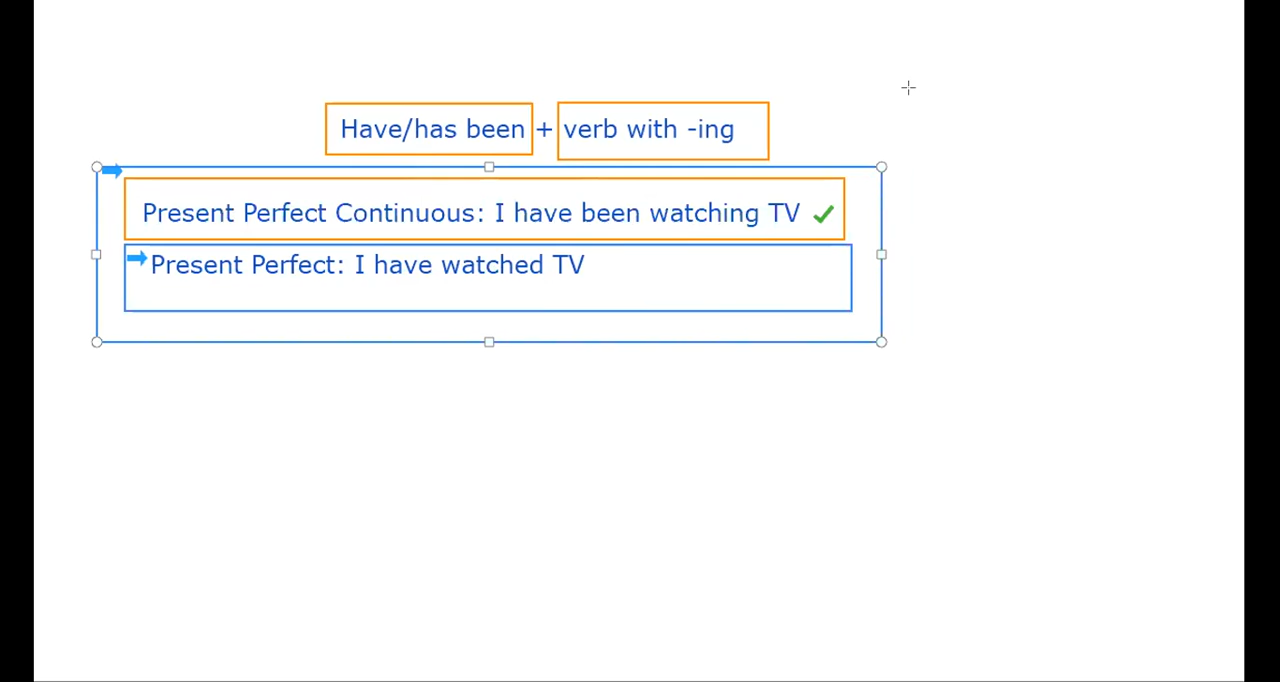 Have/has been + verb with -ing
Present Perfect Continuous: I have been watching TV
Present Perfect: I have watched TV